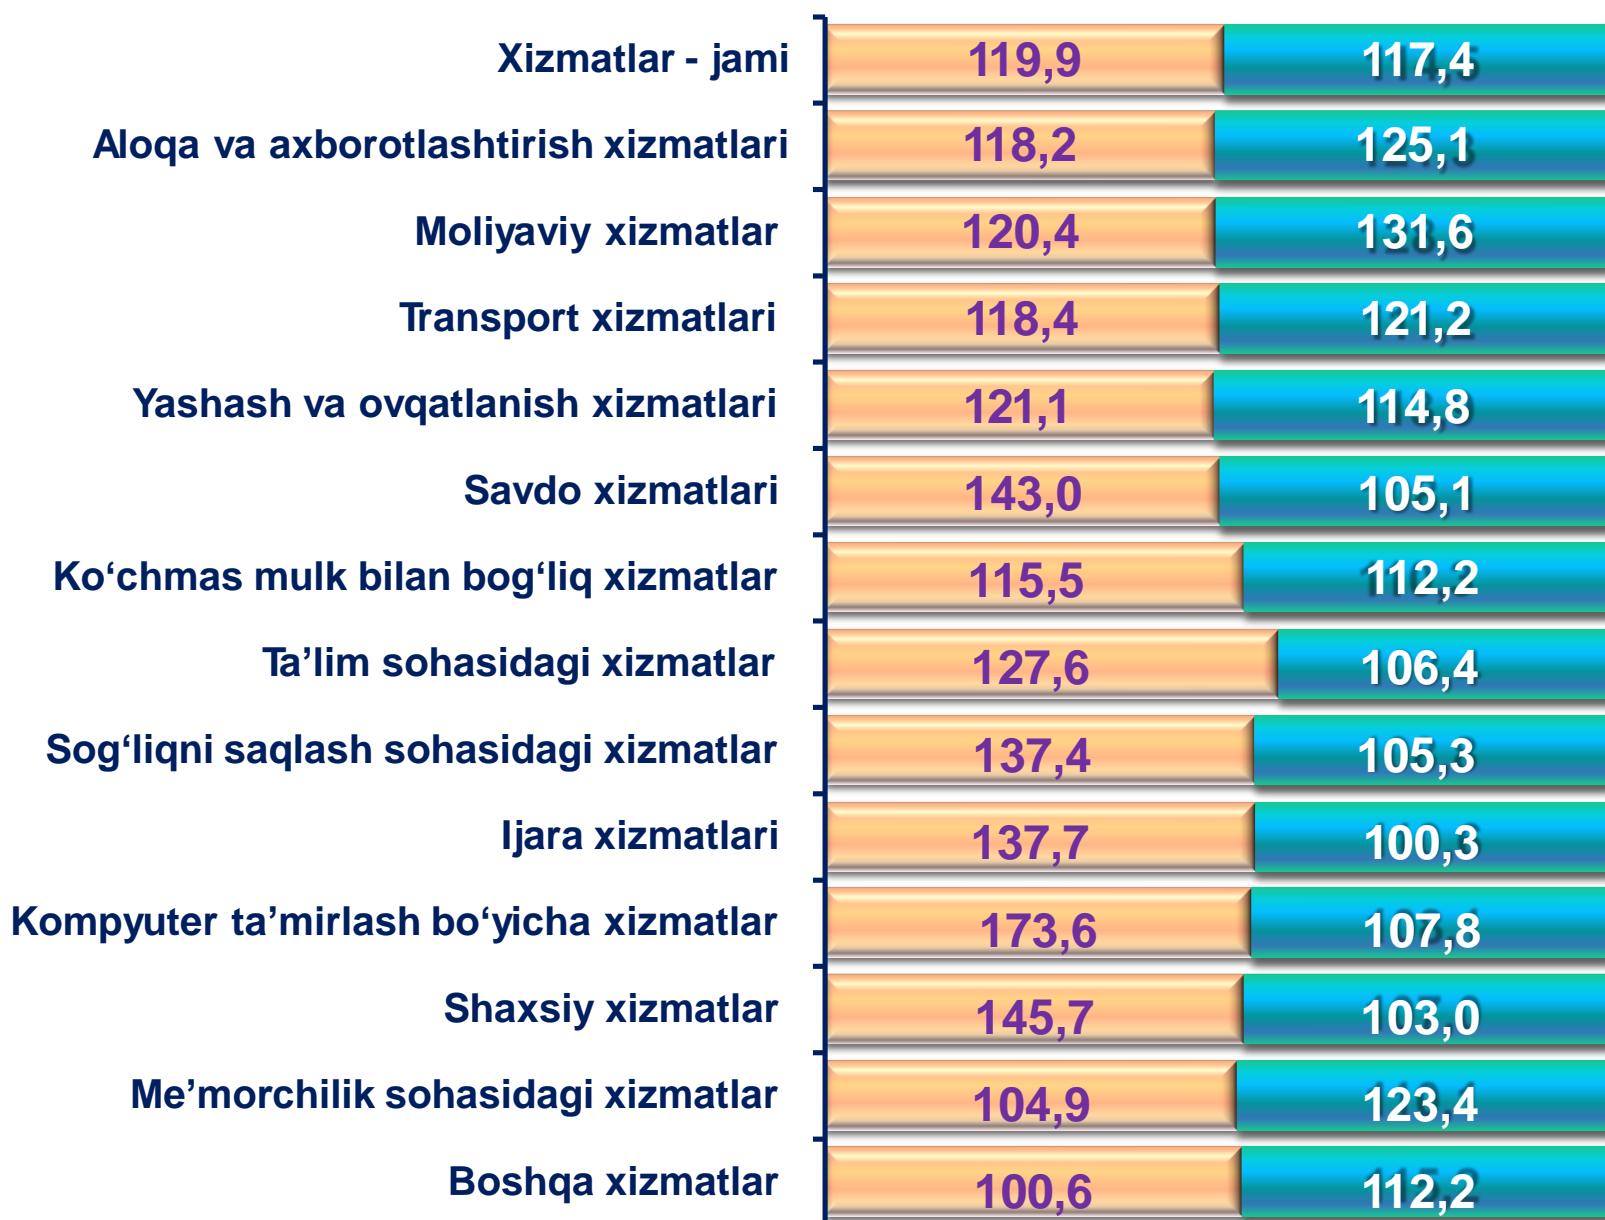 Xizmatlar - jami 119,9 117,4
Aloqa va axborotlashtirish xizmatlari 118,2 125,1
Moliyaviy xizmatlar 120,4 131,6
Transport xizmatlari 118,4 121,2
Yashash va ovqatlanish xizmatlari 121,1 114,8
Savdo xizmatlari 143,0 105,1
Ko‘chmas mulk bilan bog‘liq xizmatlar 115,5 112,2
Ta’lim sohasidagi xizmatlar 127,6 106,4
Sog‘liqni saqlash sohasidagi xizmatlar 137,4 105,3
Ijara xizmatlari 137,7 100,3
Kompyuter ta’mirlash bo‘yicha xizmatlar 173,6 107,8
Shaxsiy xizmatlar 145,7 103,0
Me’morchilik sohasidagi xizmatlar 104,9 123,4
Boshqa xizmatlar 100,6 112,2